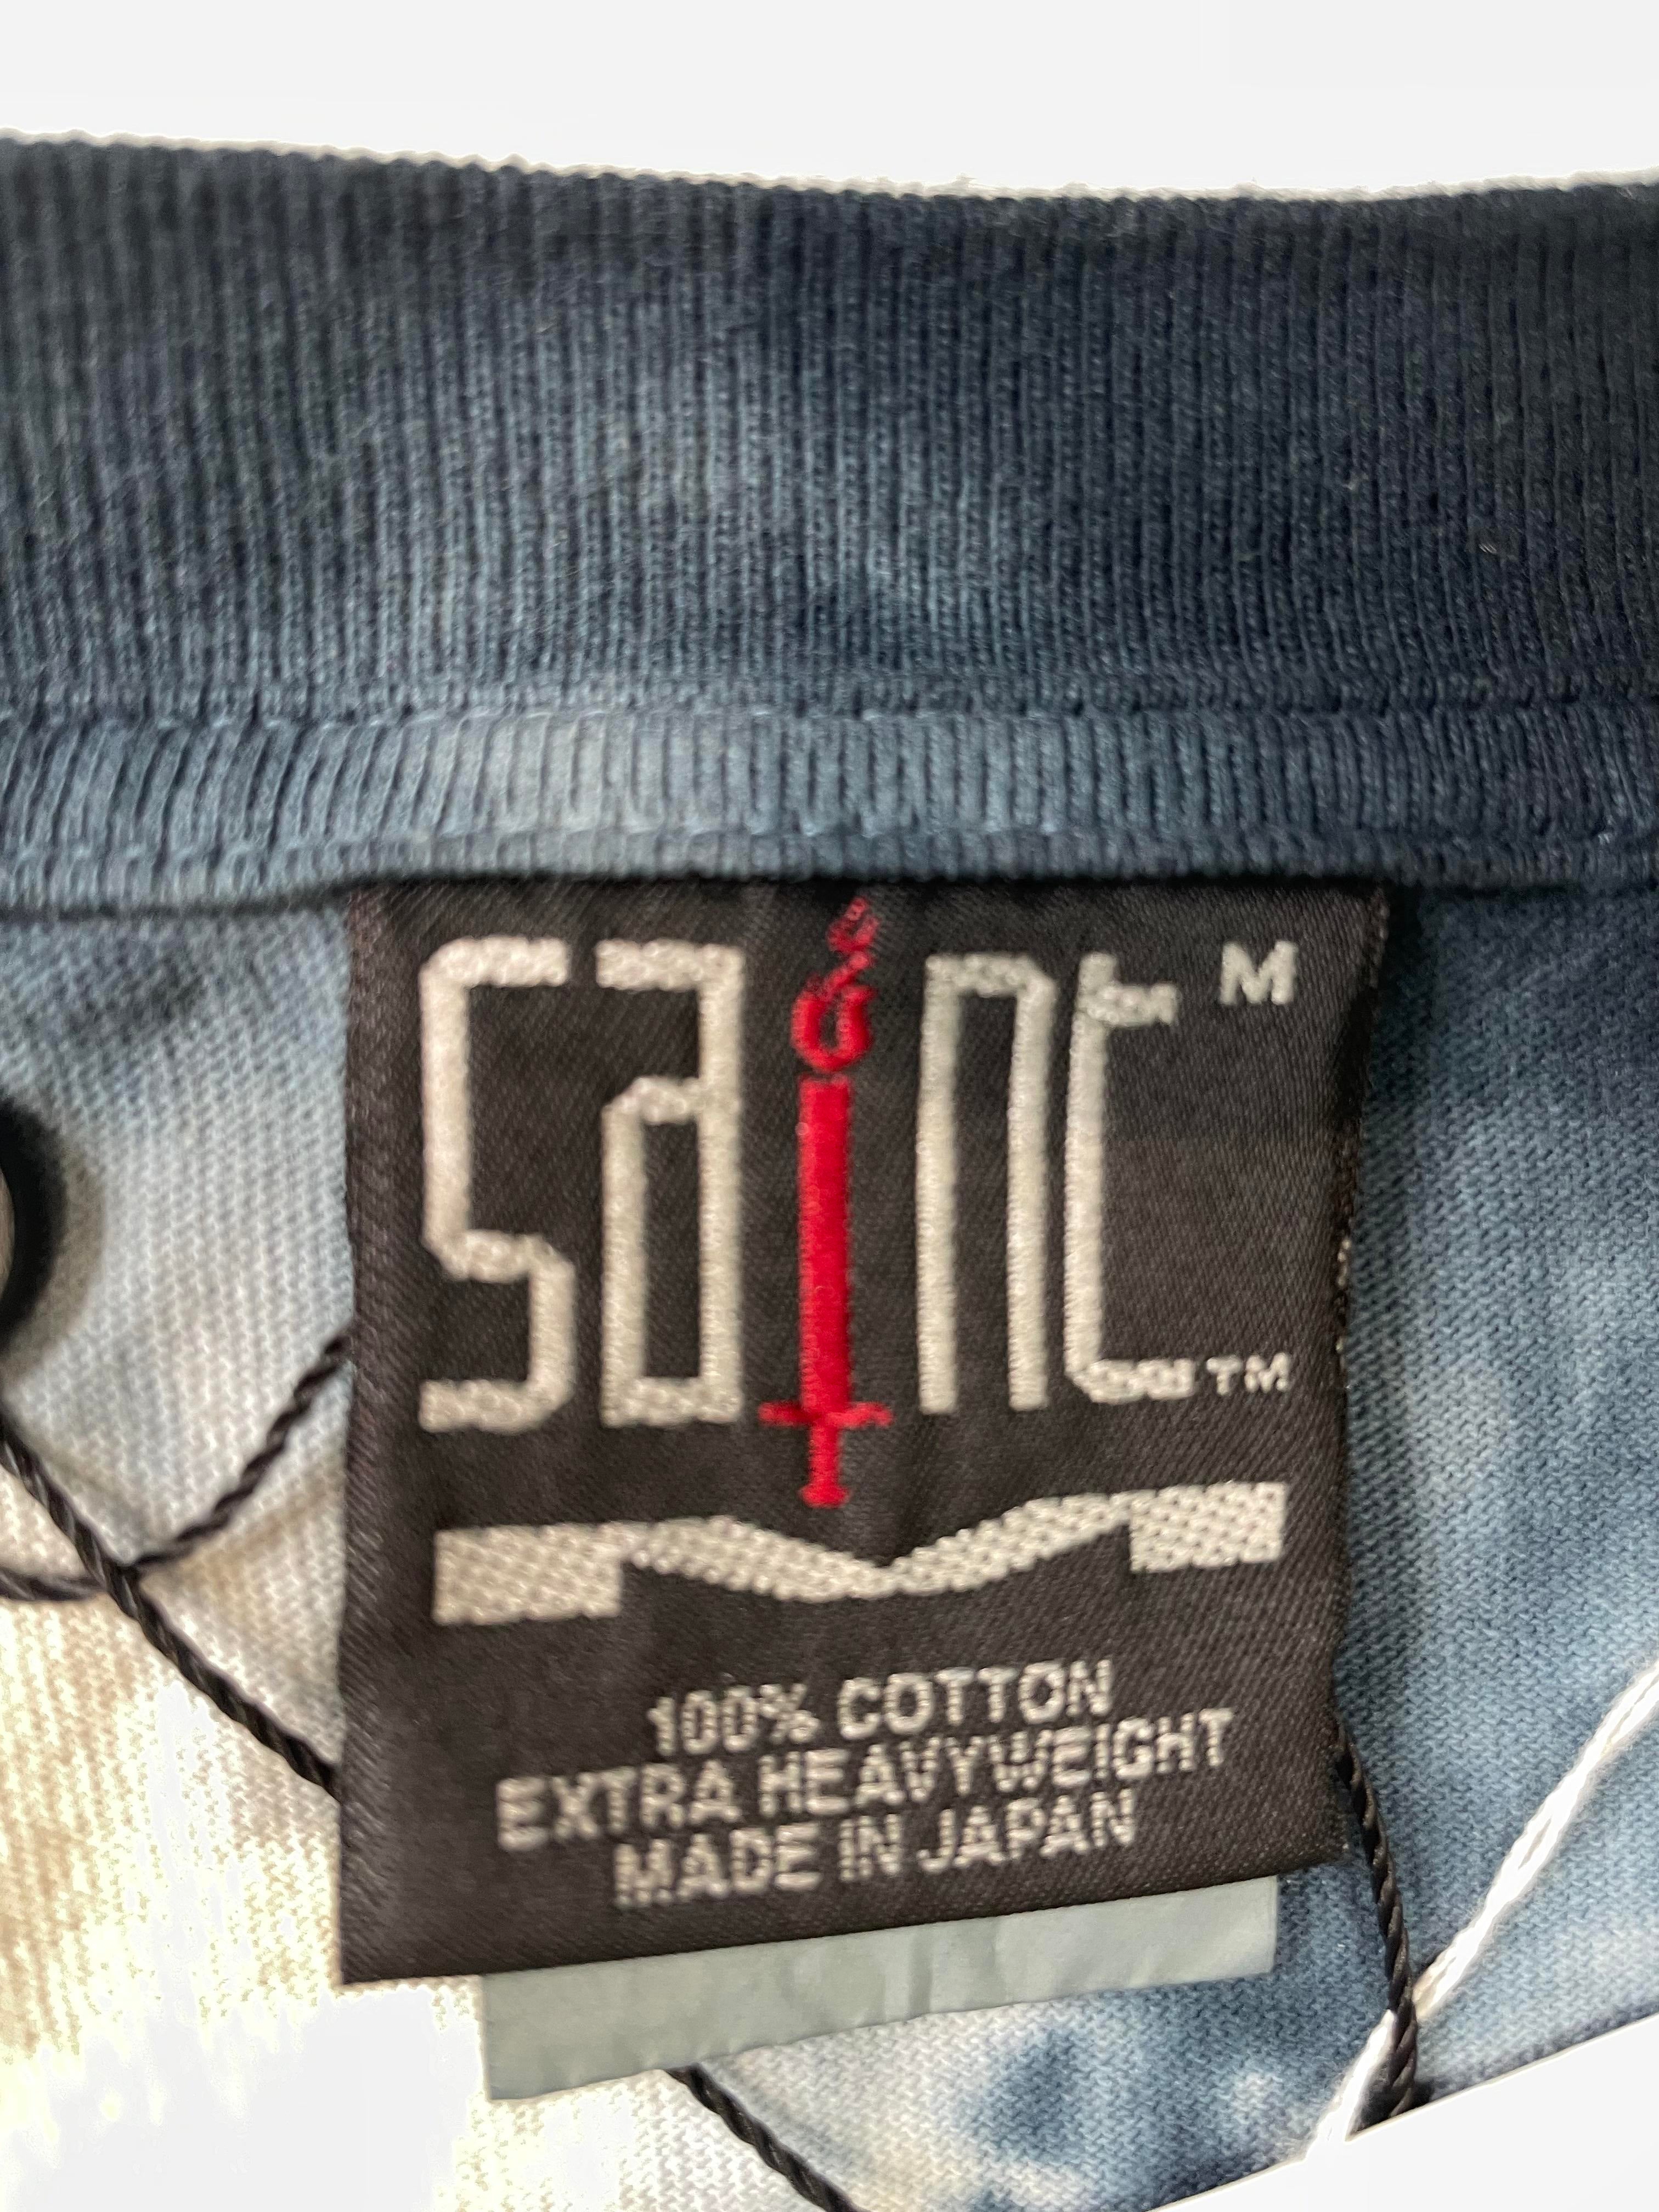 saint M
TM
100% COTTON
EXTRA HEAVYWEIGHT
MADE IN JAPAN